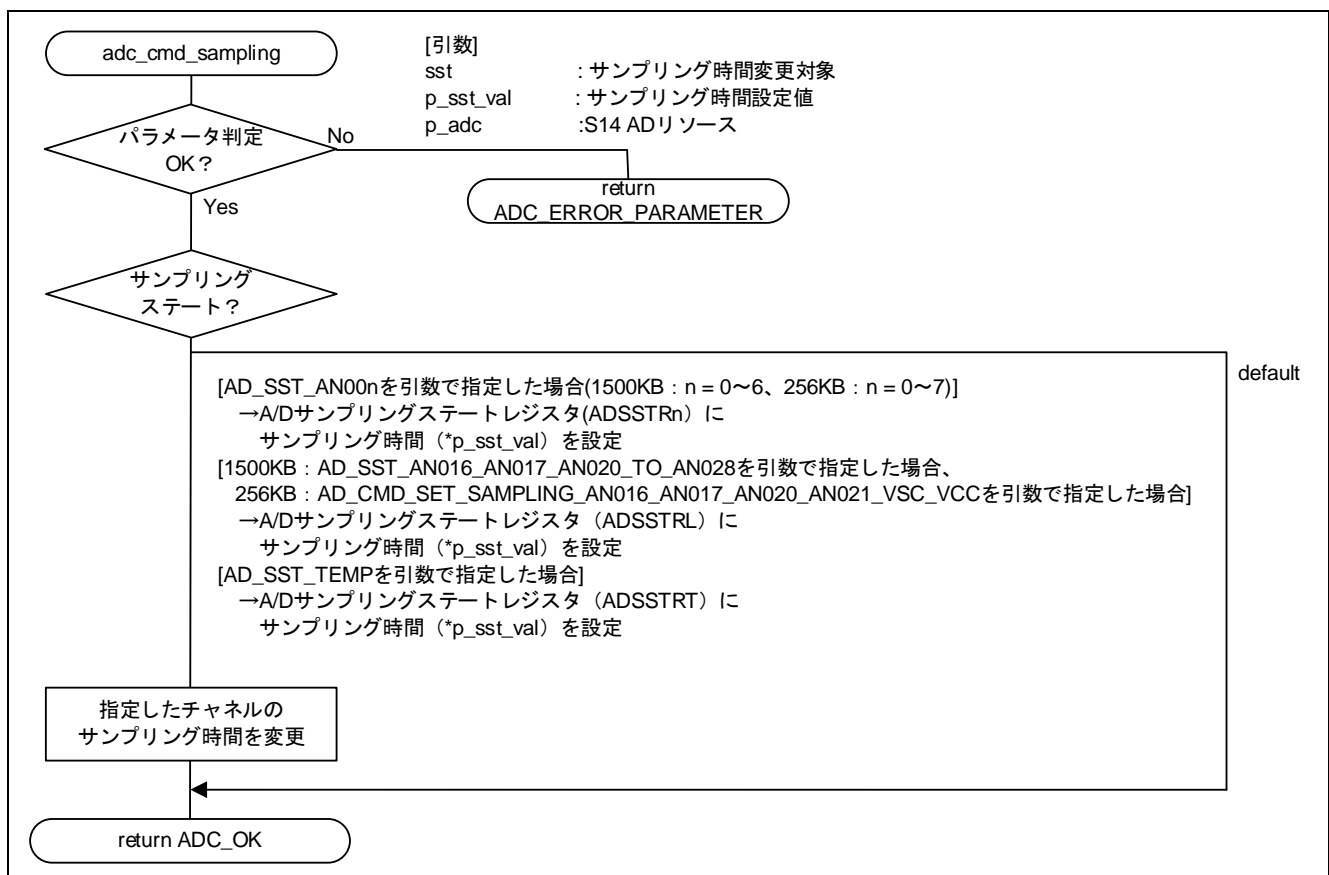 adc_cmd_sampling
[引数]
sst : サンプリング時間変更対象
p_sst_val : サンプリング時間設定値
p_adc :S14 ADリソース
パラメータ判定
OK?
No
return
ADC_ERROR_PARAMETER
Yes
サンプリング
ステート?
default
[AD_SST_AN00nを引数で指定した場合(1500KB:n = 0~6、256KB:n = 0~7)]
→A/Dサンプリングステートレジスタ(ADSSTRn)に
サンプリング時間(*p_sst_val)を設定
[1500KB:AD_SST_AN016_AN017_AN020_TO_AN028を引数で指定した場合、
256KB:AD_CMD_SET_SAMPLING_AN016_AN017_AN020_AN021_VSC_VCCを引数で指定した場合]
→A/Dサンプリングステートレジスタ(ADSSTRL)に
サンプリング時間(*p_sst_val)を設定
[AD_SST_TEMPを引数で指定した場合]
→A/Dサンプリングステートレジスタ(ADSSTRT)に
サンプリング時間(*p_sst_val)を設定
指定したチャネルの
サンプリング時間を変更
return ADC_OK